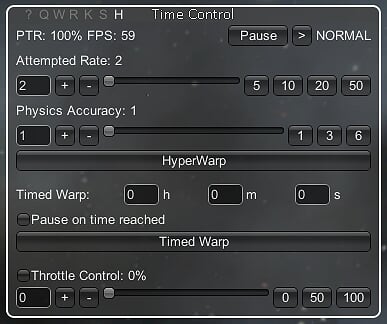 ? Q W R K S H Time Control
PTR: 100% FPS: 59 Pause > NORMAL
Attempted Rate: 2
2 + - 5 10 20 50
Physics Accuracy: 1
1 + - 1 3 6
HyperWarp
Timed Warp: 0 h 0 m 0 s
Pause on time reached
Timed Warp
Throttle Control: 0%
0 + - 0 50 100